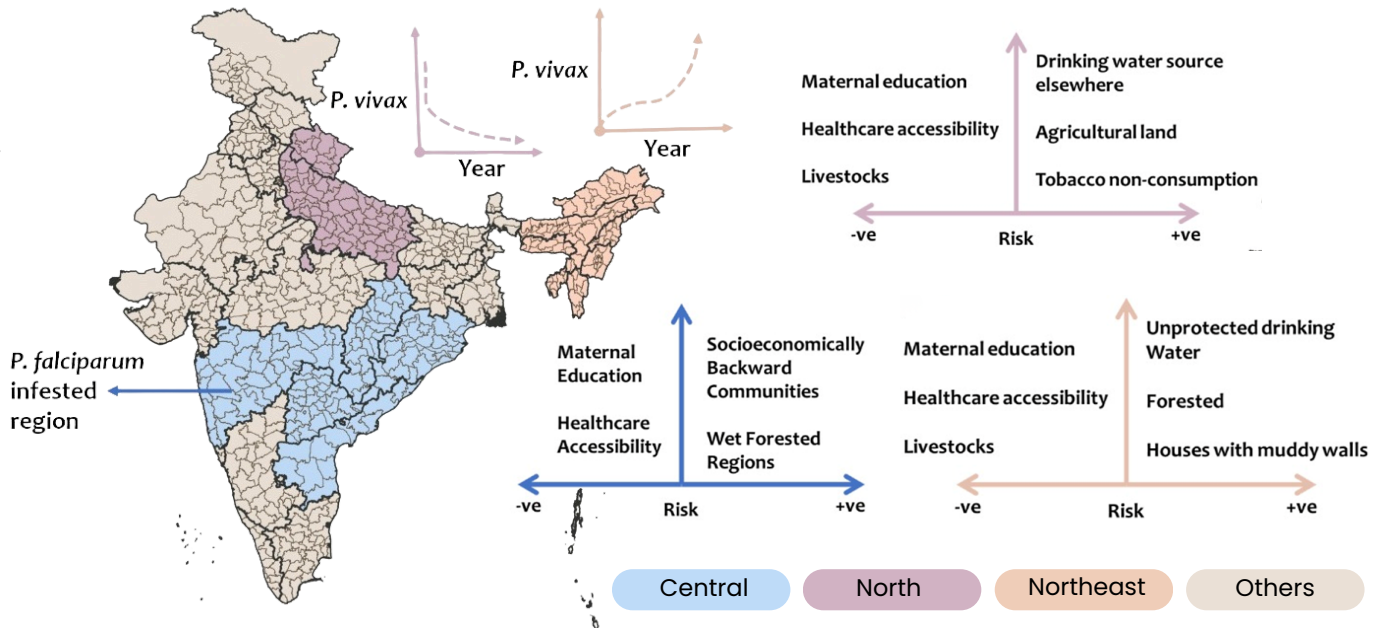 P. vivax
Year
P. vivax
Year
P. falciparum
infested
region
Maternal education
Healthcare accessibility
Livestocks
Drinking water source
elsewhere
Agricultural land
Tobacco non-consumption
-ve
Risk
+ve
Maternal
Education
Healthcare
Accessibility
Socioeconomically
Backward
Communities
Wet Forested
Regions
-ve
Risk
+ve
Maternal education
Healthcare accessibility
Livestocks
Unprotected drinking
Water
Forested
Houses with muddy walls
-ve
Risk
+ve
Central
North
Northeast
Others